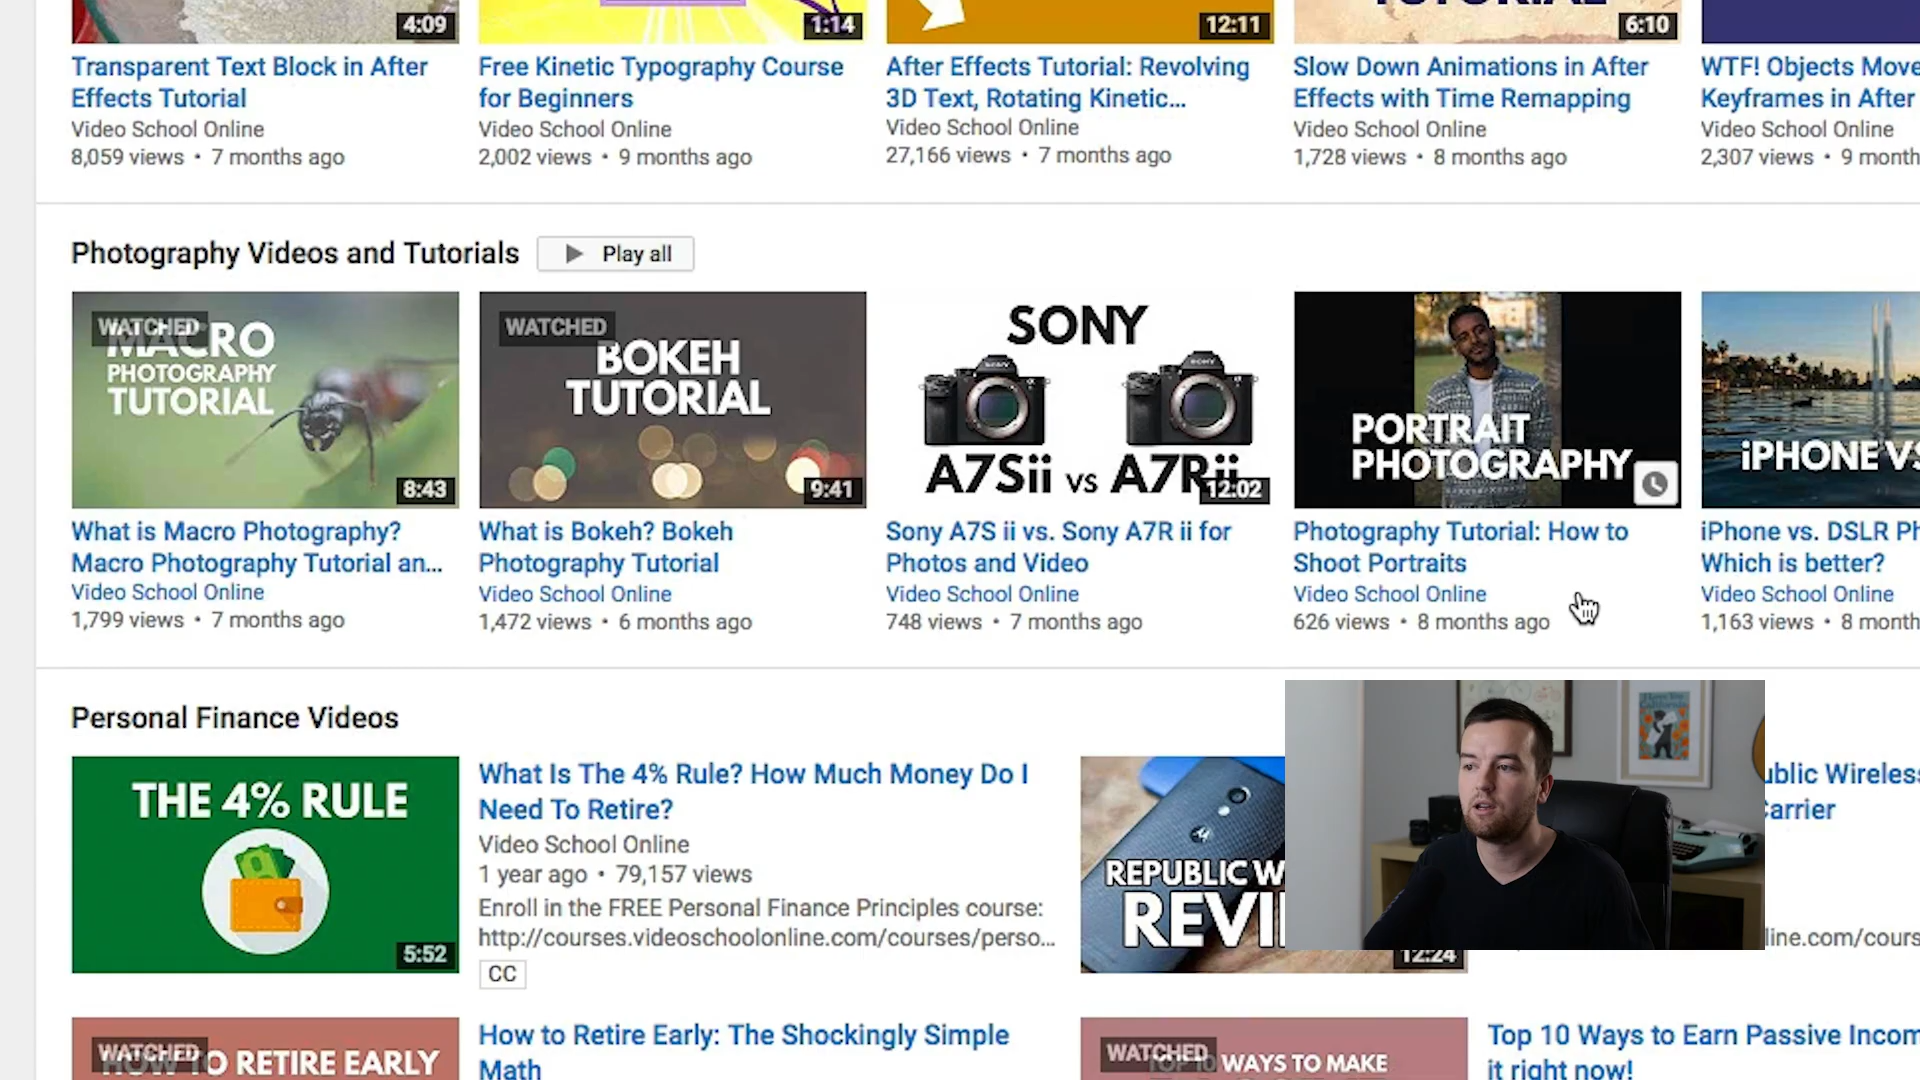 4:09
1:14
12:11
TUTORIAL
6:10
Transparent Text Block in After
Effects Tutorial
Video School Online
8,059 views • 7 months ago
Free Kinetic Typography Course
for Beginners
Video School Online
2,002 views • 9 months ago
After Effects Tutorial: Revolving
3D Text, Rotating Kinetic...
Video School Online
27,166 views • 7 months ago
Slow Down Animations in After
Effects with Time Remapping
Video School Online
1,728 views • 8 months ago
WTF! Objects Move
Keyframes in After
Video School Online
2,307 views • 9 month
Photography Videos and Tutorials
Play all
WATCHED
MACRO
PHOTOGRAPHY
TUTORIAL
8:43
WATCHED
BOKEH
TUTORIAL
9:41
SONY
A7Sii vs A7Rii
12:02
PORTRAIT
PHOTOGRAPHY
iPHONE VS
What is Macro Photography?
Macro Photography Tutorial an...
Video School Online
1,799 views • 7 months ago
What is Bokeh? Bokeh
Photography Tutorial
Video School Online
1,472 views • 6 months ago
Sony A7S ii vs. Sony A7R ii for
Photos and Video
Video School Online
748 views • 7 months ago
Photography Tutorial: How to
Shoot Portraits
Video School Online
626 views • 8 months ago
iPhone vs. DSLR Ph
Which is better?
Video School Online
1,163 views • 8 month
Personal Finance Videos
THE 4% RULE
5:52
What Is The 4% Rule? How Much Money Do I
Need To Retire?
Video School Online
1 year ago • 79,157 views
Enroll in the FREE Personal Finance Principles course:
http://courses.videoschoolonline.com/courses/perso...
CC
REPUBLIC W
REVI
12:24
ublic Wireless
Carrier
line.com/cours
WATCHED
HOW TO RETIRE EARLY
How to Retire Early: The Shockingly Simple
Math
WATCHED
TOP 10 WAYS TO MAKE
Top 10 Ways to Earn Passive Incom
it right now!